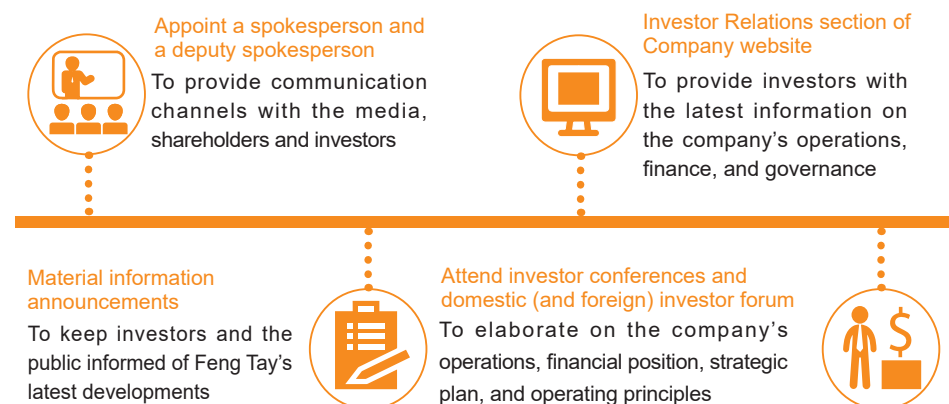 Appoint a spokesperson and
a deputy spokesperson
To provide communication
channels with the media,
shareholders and investors
Investor Relations section of
Company website
To provide investors with
the latest information on
the company’s operations,
finance, and governance
Material information
announcements
To keep investors and the
public informed of Feng Tay’s
latest developments
Attend investor conferences and
domestic (and foreign) investor forum
To elaborate on the company’s
operations, financial position, strategic
plan, and operating principles
$